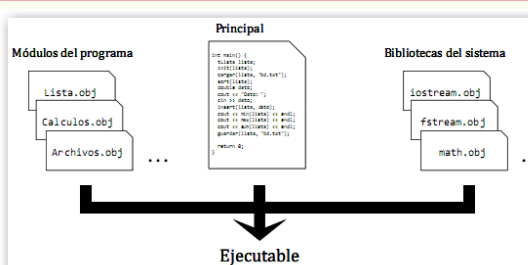 Principal
Módulos del programa
Bibliotecas del sistema
Lista.obj
Calculos.obj
Archivos.obj
...
int main() {
tLista lista;
init(lista);
cargar(lista, "bd.txt");
sort(lista);
double dato;
cout << "Dato: ";
cin >> dato;
insert(lista, dato);
cout << min(lista) << endl;
cout << max(lista) << endl;
cout << sum(lista) << endl;
guardar(lista, "bd.txt");
return 0;
}
iostream.obj
fstream.obj
math.obj
Ejecutable